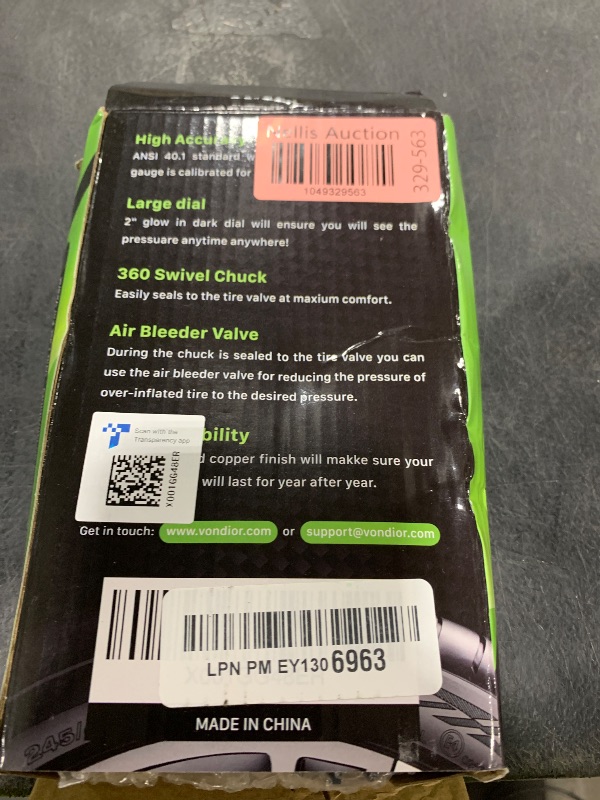 Nellis Auction
1049329563
329-563
High Accuracy
ANSI 40.1 standard w
gauge is calibrated for
Large dial
2" glow in dark dial will ensure you will see the
pressuare anytime anywhere!
360 Swivel Chuck
Easily seals to the tire valve at maxium comfort.
Air Bleeder Valve
During the chuck is sealed to the tire valve you can
use the air bleeder valve for reducing the pressure of
over-inflated tire to the desired pressure.
Scan with the
Transparency app
X0016648ER
bility
d copper finish will makke sure your
will last for year after year.
Get in touch: www.vondior.com or support@vondior.com
LPN PM EY130 6963
MADE IN CHINA
245/